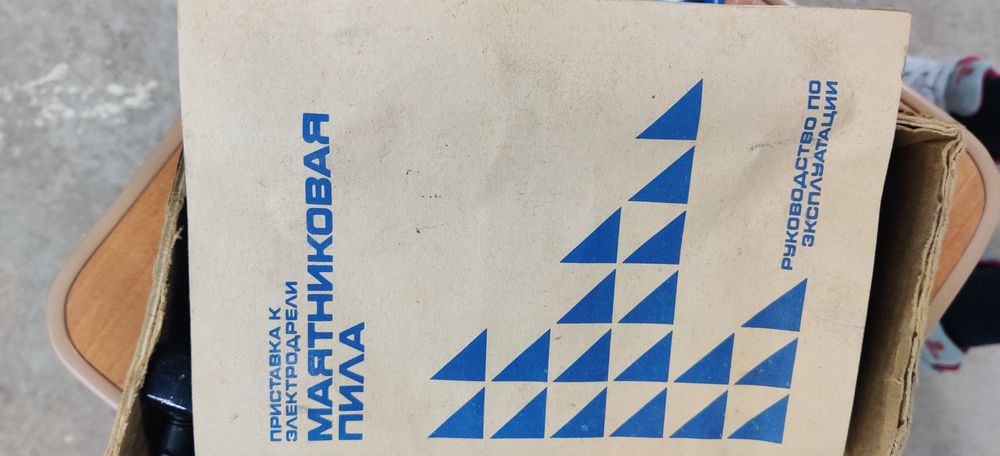 ПРИСТАВКА К
ЭЛЕКТРОДРЕЛИ
МАЯТНИКОВАЯ
ПИЛА
РУКОВОДСТВО ПО
ЭКСПЛУАТАЦИИ